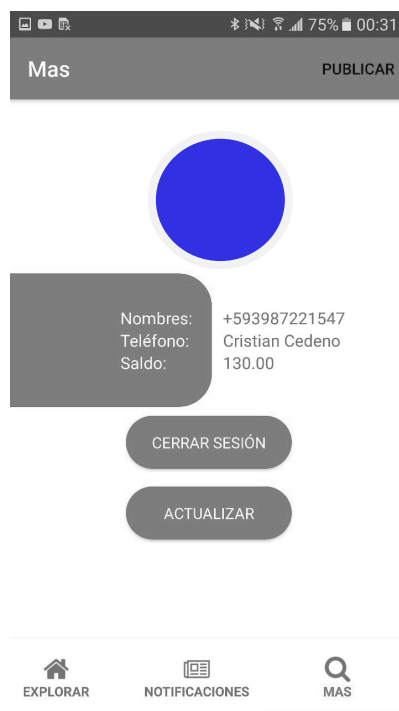 75% 00:31
Mas PUBLICAR
Nombres: +593987221547
Teléfono: Cristian Cedeno
Saldo: 130.00
CERRAR SESIÓN
ACTUALIZAR
EXPLORAR NOTIFICACIONES MAS